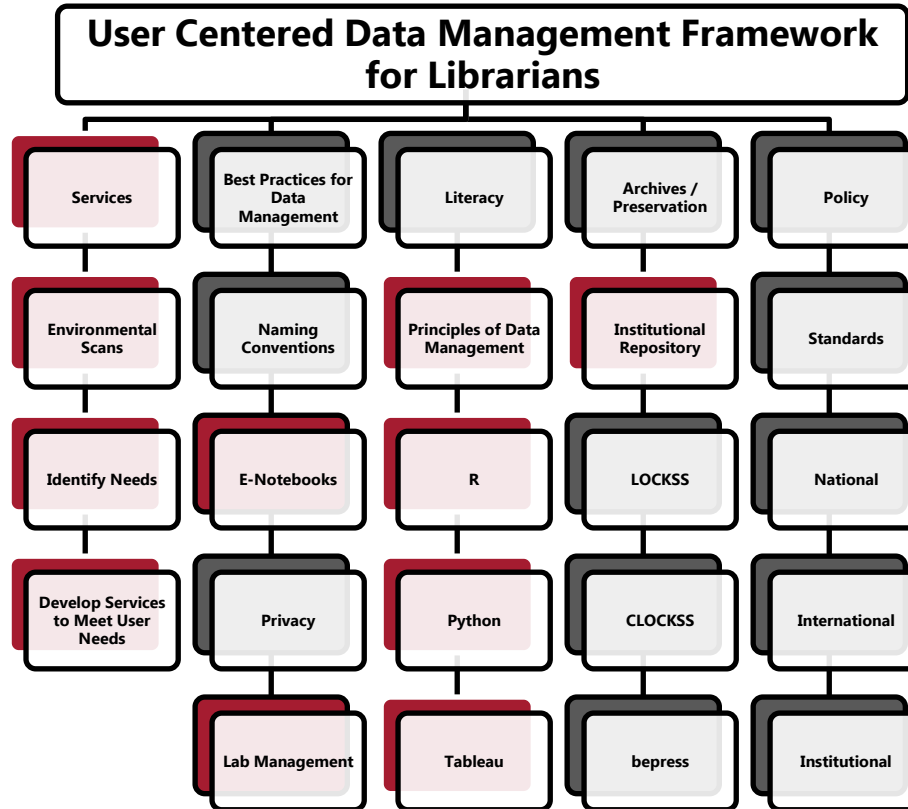 User Centered Data Management Framework
for Librarians
Services
Best Practices for
Data
Management
Literacy
Archives /
Preservation
Policy
Environmental
Scans
Naming
Conventions
Principles of Data
Management
Institutional
Repository
Standards
Identify Needs
E-Notebooks
R
LOCKSS
National
Develop Services
to Meet User
Needs
Privacy
Python
CLOCKSS
International
Lab Management
Tableau
bepress
Institutional